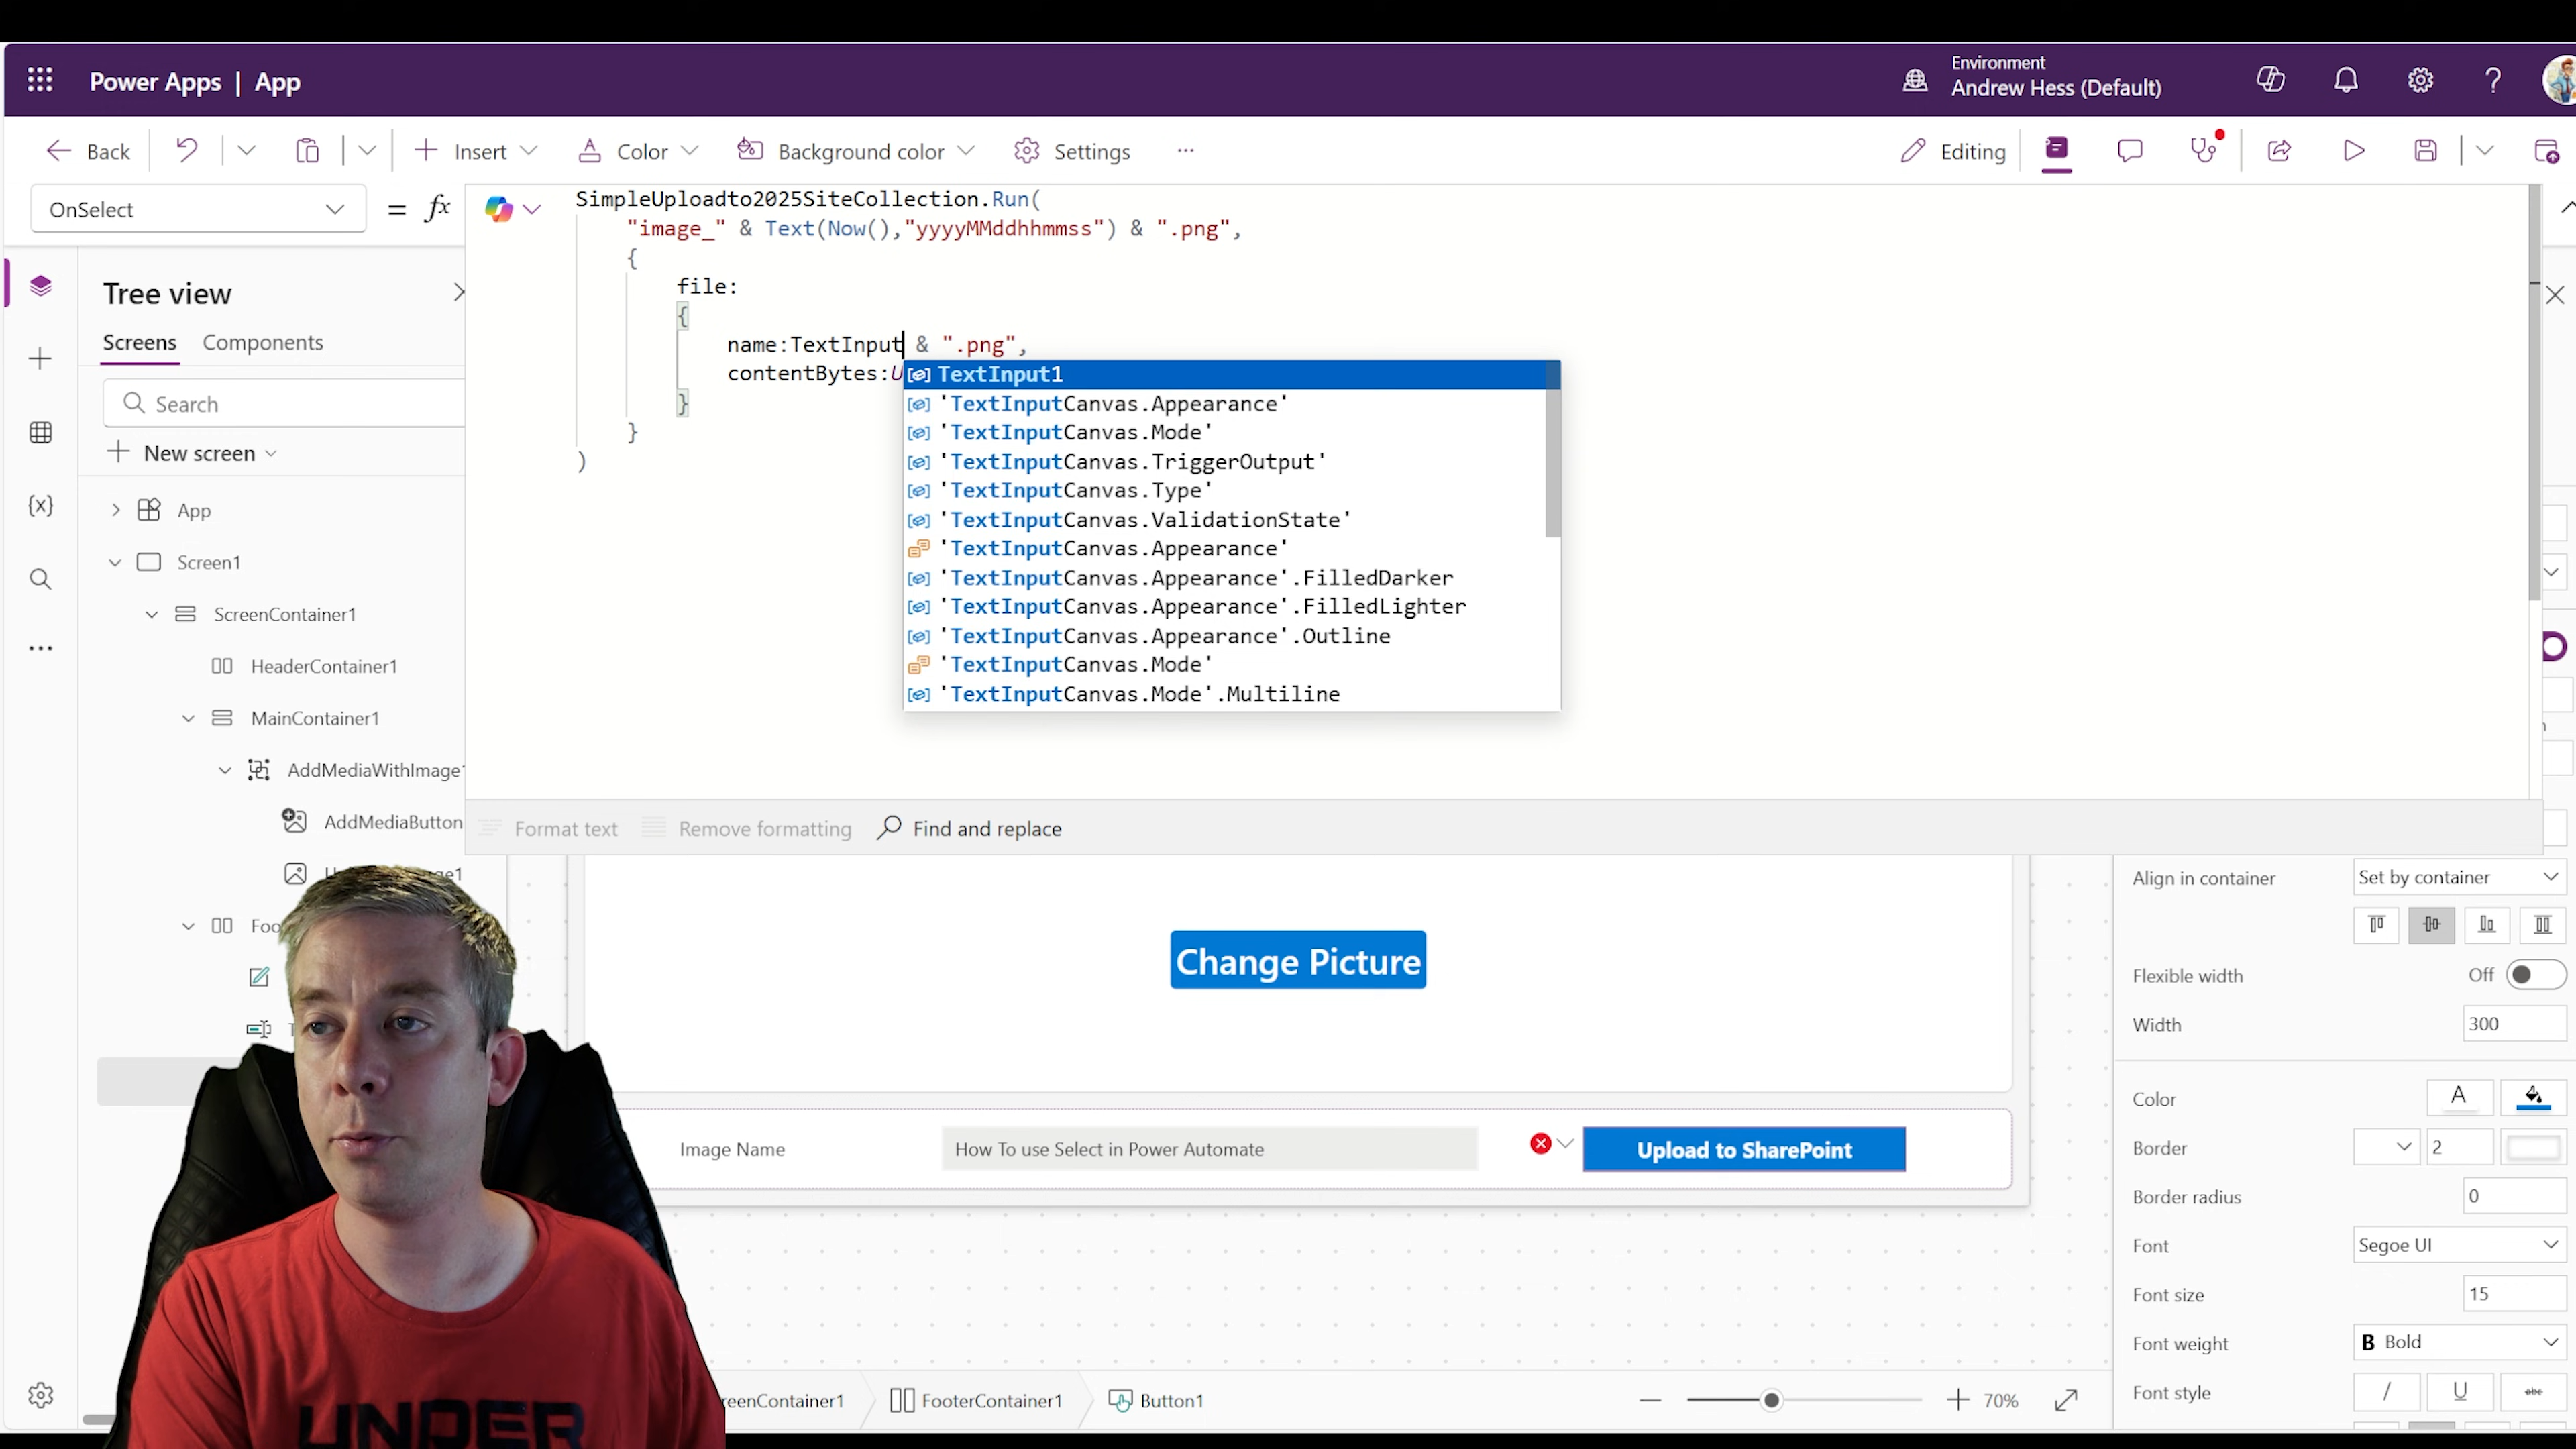 Power Apps | App
Environment
Andrew Hess (Default)
Back
Insert
Color
Background color
Settings
Editing
OnSelect
= fx
SimpleUploadto2025SiteCollection.Run(
"image_" & Text(Now(),"yyyyMMddhhmmss") & ".png",
{
file:
{
name:TextInput & ".png",
contentBytes:U
}
}
)
TextInput1
'TextInputCanvas.Appearance'
'TextInputCanvas.Mode'
'TextInputCanvas.TriggerOutput'
'TextInputCanvas.Type'
'TextInputCanvas.ValidationState'
'TextInputCanvas.Appearance'
'TextInputCanvas.Appearance'.FilledDarker
'TextInputCanvas.Appearance'.FilledLighter
'TextInputCanvas.Appearance'.Outline
'TextInputCanvas.Mode'
'TextInputCanvas.Mode'.Multiline
Format text
Remove formatting
Find and replace
Tree view
Screens
Components
Search
New screen
App
Screen1
ScreenContainer1
HeaderContainer1
MainContainer1
AddMediaWithImage1
AddMediaButton
Foo
Change Picture
Image Name
How To use Select in Power Automate
Upload to SharePoint
Align in container
Set by container
Flexible width
Off
Width
300
Color
Border
2
Border radius
0
Font
Segoe UI
Font size
15
Font weight
B Bold
Font style
reenContainer1
FooterContainer1
Button1
70%
UNDER